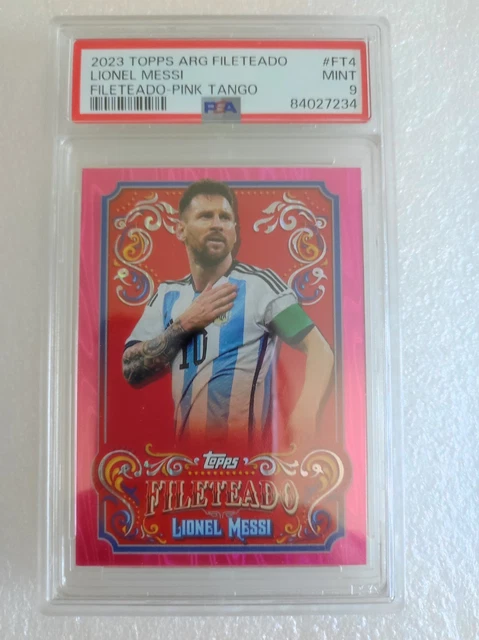 2023 TOPPS ARG FILETEADO #FT4
LIONEL MESSI MINT
FILETEADO-PINK TANGO 9
PSA 84027234
10
Topps
FILETEADO
LIONEL MESSI